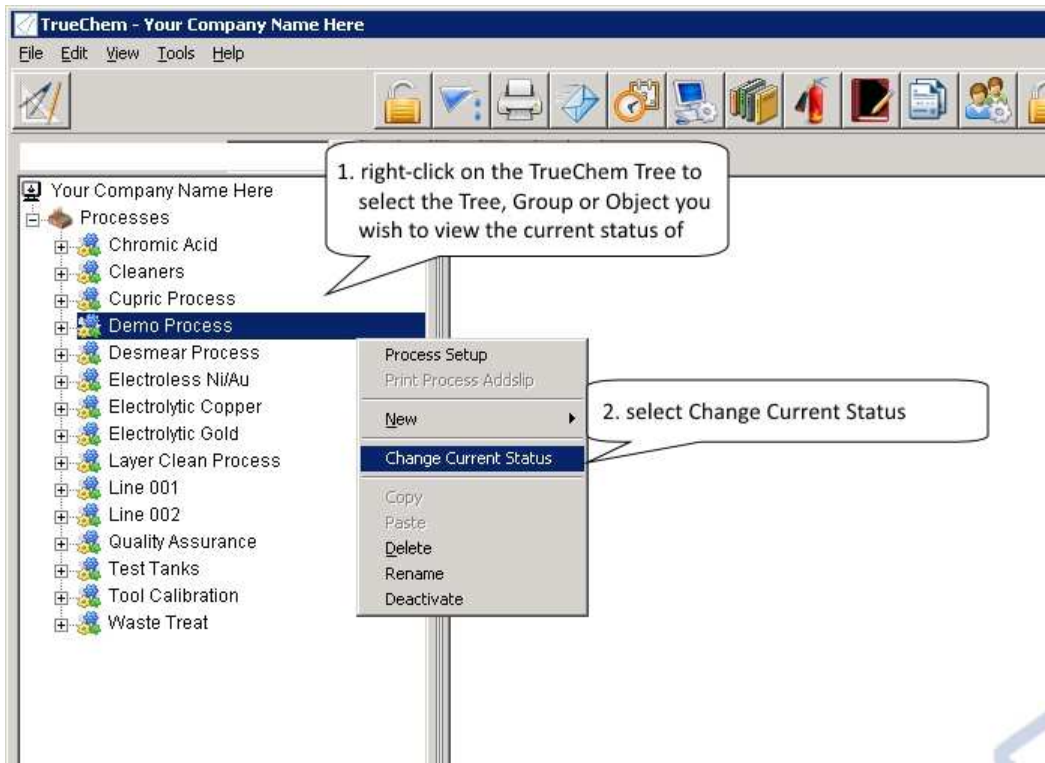 TrueChem - Your Company Name Here
File Edit View Tools Help
1. right-click on the TrueChem Tree to
select the Tree, Group or Object you
wish to view the current status of
Your Company Name Here
Processes
Chromic Acid
Cleaners
Cupric Process
Demo Process
Desmear Process
Electroless Ni/Au
Electrolytic Copper
Electrolytic Gold
Layer Clean Process
Line 001
Line 002
Quality Assurance
Test Tanks
Tool Calibration
Waste Treat
Process Setup
Print Process Addslip
New
Change Current Status
Copy
Paste
Delete
Rename
Deactivate
2. select Change Current Status